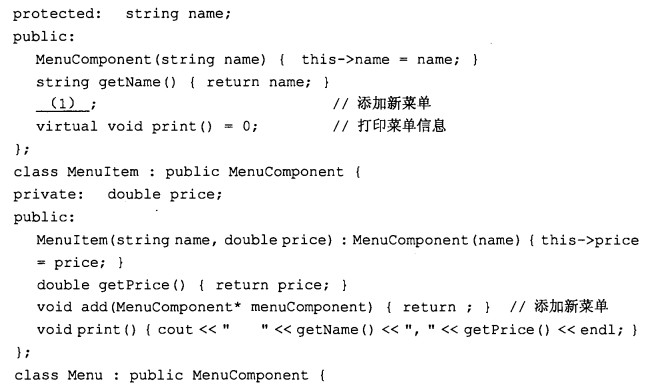 protected:   string name;
public:
MenuComponent(string name) {  this->name = name; }
string getName() { return name; }
(1) ;                    // 添加新菜单
virtual void print() = 0;        // 打印菜单信息
};
class MenuItem : public MenuComponent {
private:   double price;
public:
MenuItem(string name, double price) : MenuComponent(name) { this->price
= price; }
double getPrice() { return price; }
void add(MenuComponent* menuComponent) { return ; }  // 添加新菜单
void print() { cout << "    " << getName() << ", " << getPrice() << endl; }
};
class Menu : public MenuComponent {